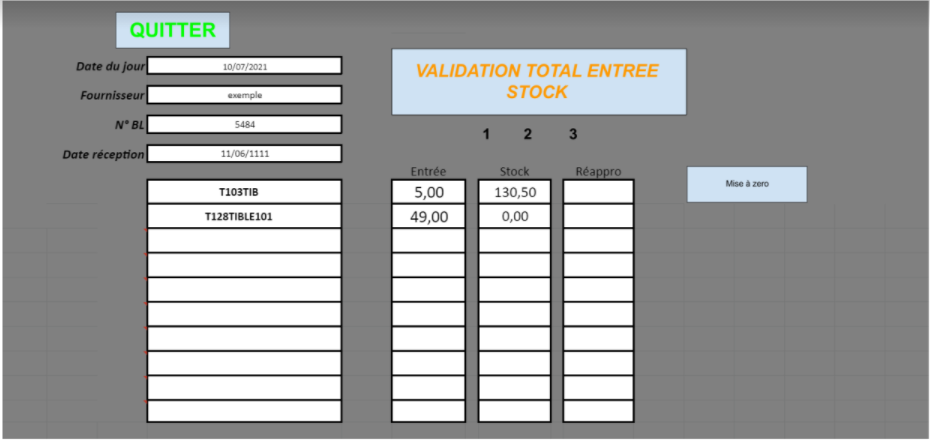 QUITTER
Date du jour 10/07/2021
VALIDATION TOTAL ENTREE
STOCK
Fournisseur exemple
N° BL 5484
1 2 3
Date réception 11/06/1111
Entrée Stock Réappro
Mise à zero
T103TIB 5,00 130,50
T128TIBLE101 49,00 0,00